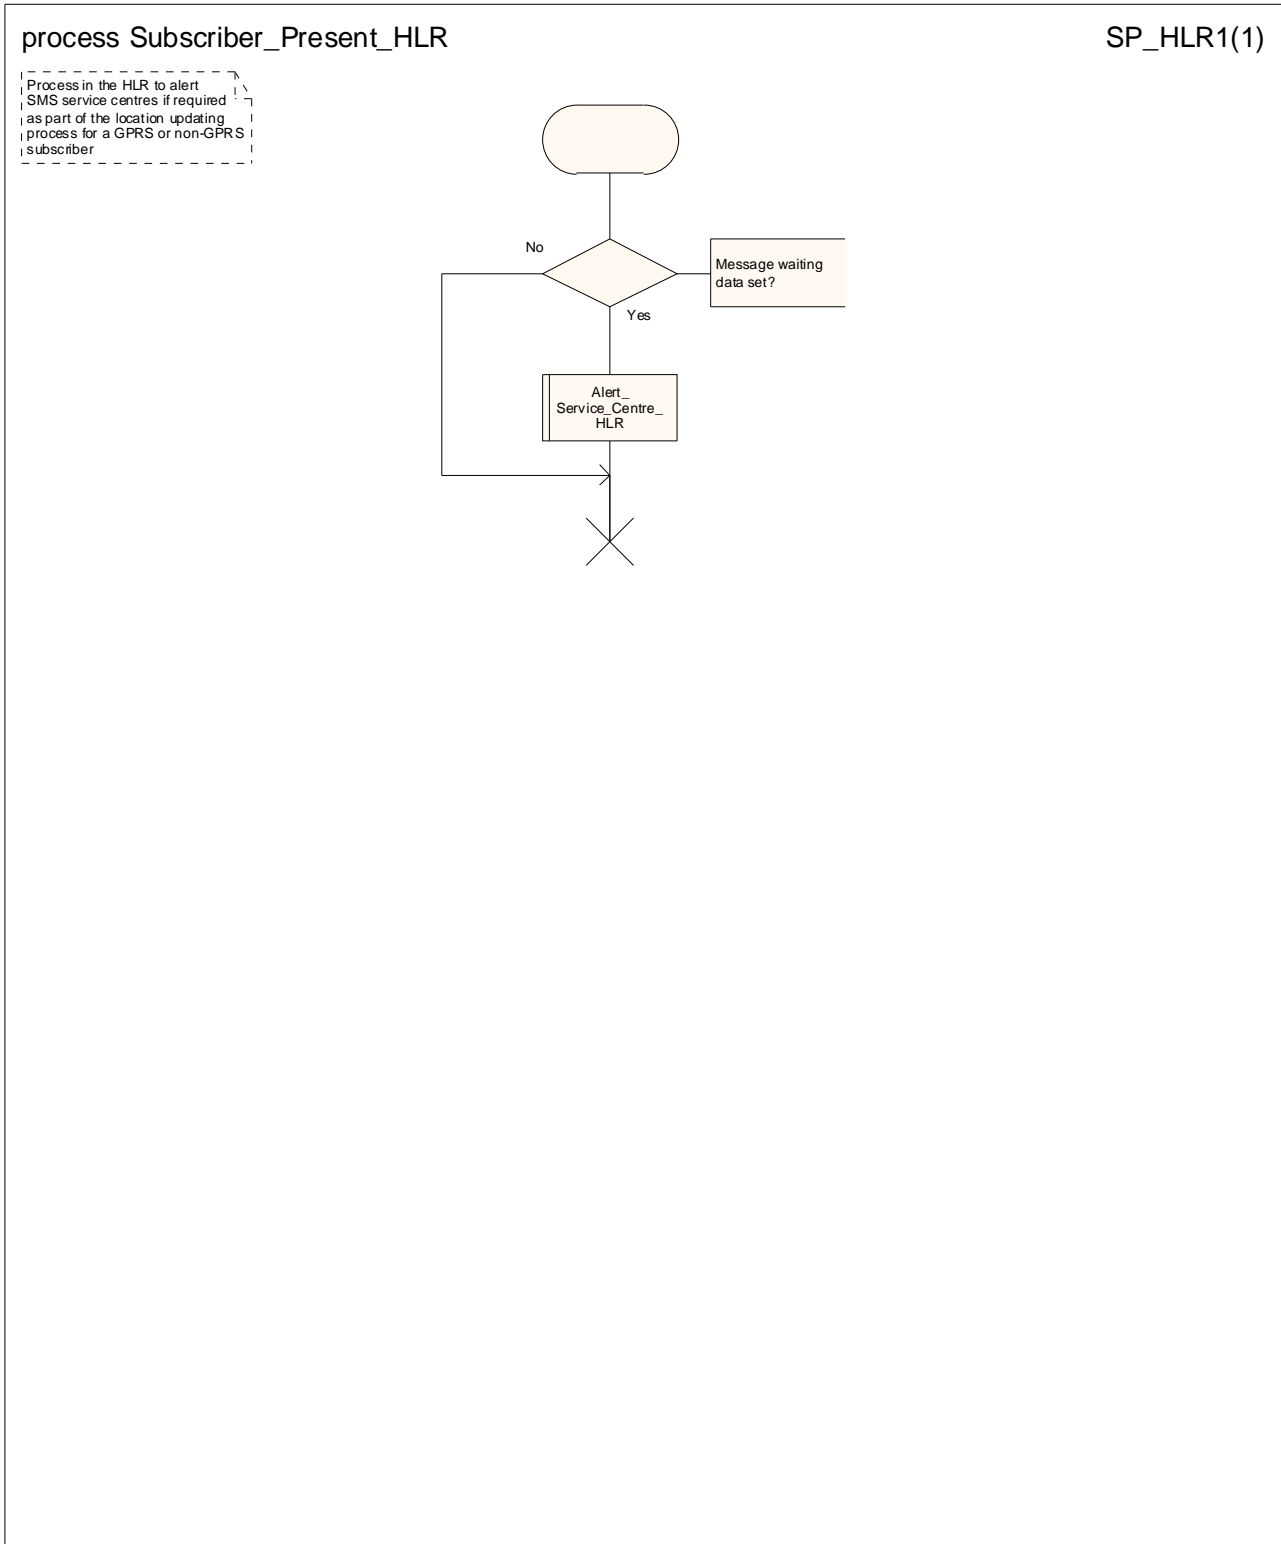 process Subscriber_Present_HLR
SP_HLR1(1)
Process in the HLR to alert
SMS service centres if required
as part of the location updating
process for a GPRS or non-GPRS
subscriber
No
Message waiting
data set?
Yes
Alert_
Service_Centre_
HLR